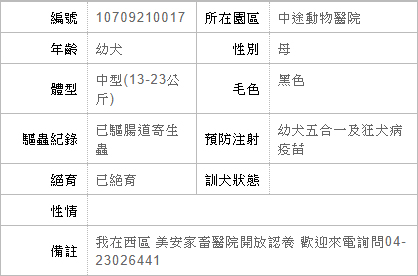 編號 10709210017 所在園區 中途動物醫院
年齡 幼犬 性別 母
體型 中型(13-23公斤) 毛色 黑色
驅蟲紀錄 已驅腸道寄生蟲 預防注射 幼犬五合一及狂犬病疫苗
絕育 已絕育 訓犬狀態
性情
備註 我在西區 美安家畜醫院開放認養 歡迎來電詢問04-23026441